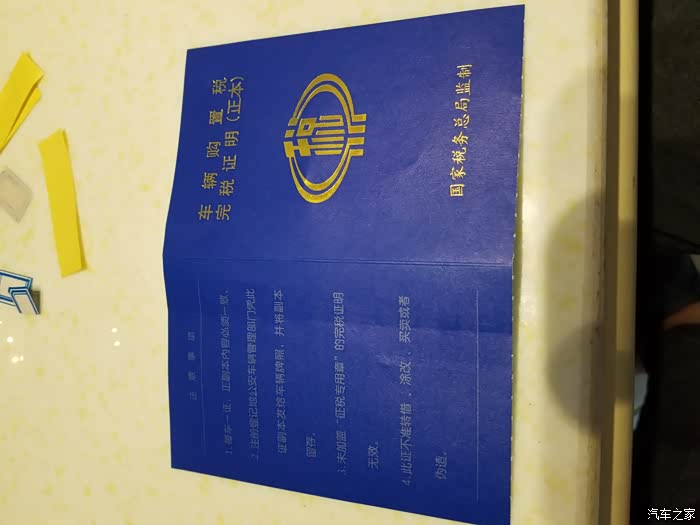 车辆购置税
完税证明(正本)
税
国家税务总局监制
注意事项
1.每车一证，正副本内容必须一致、
2.注册登记地公安车辆管理部门凭此
证副本发给车辆牌照，并将副本
留存。
3.未加盖“征税专用章”的完税证明
无效。
4.此证不准转借、涂改、买卖或者
伪造。
汽车之家